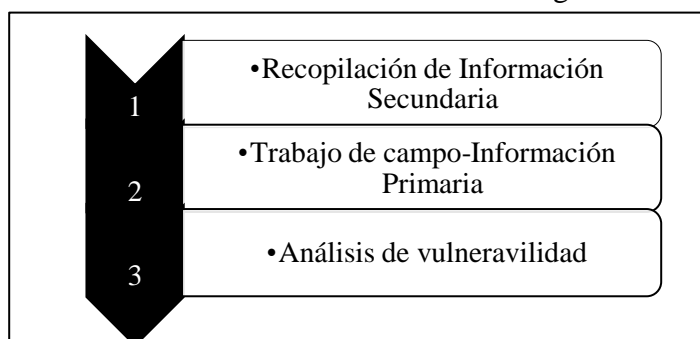 1
•Recopilación de Información
Secundaria
2
•Trabajo de campo-Información
Primaria
3
•Análisis de vulneravilidad